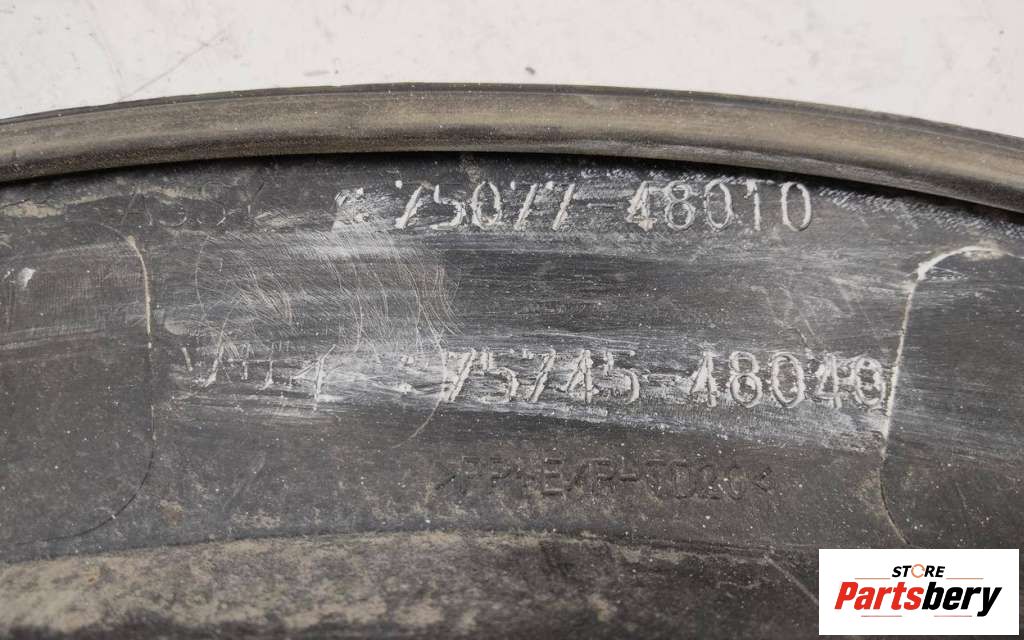 75077-48010
75745-48040
>PP+E/R-TD20<
STORE
Partsbery